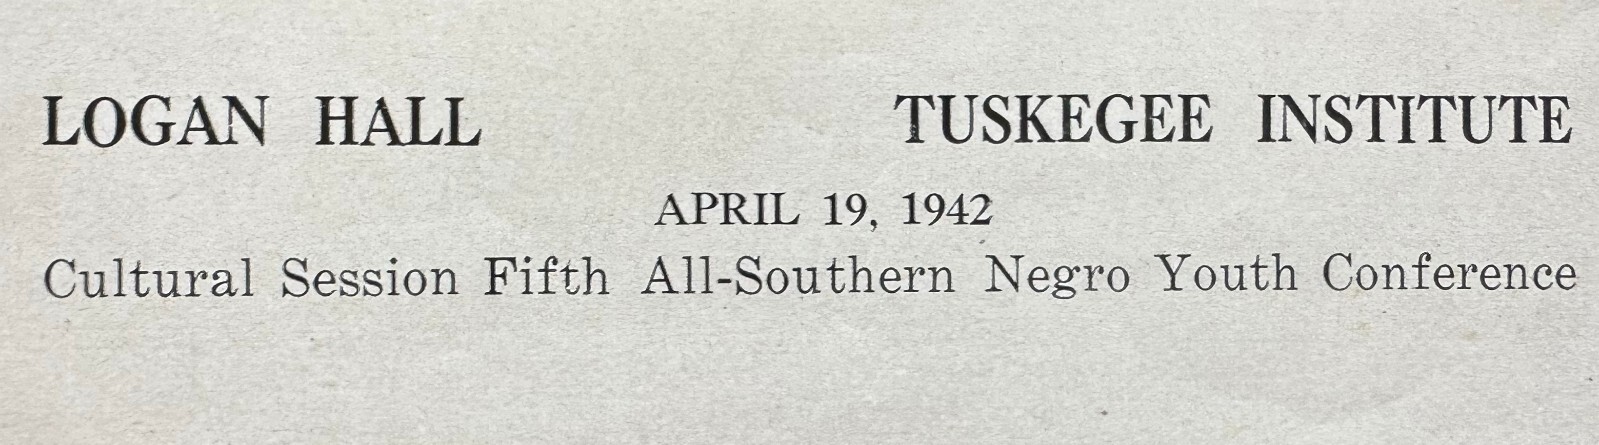 LOGAN HALL TUSKEGEE INSTITUTE
APRIL 19, 1942
Cultural Session Fifth All-Southern Negro Youth Conference